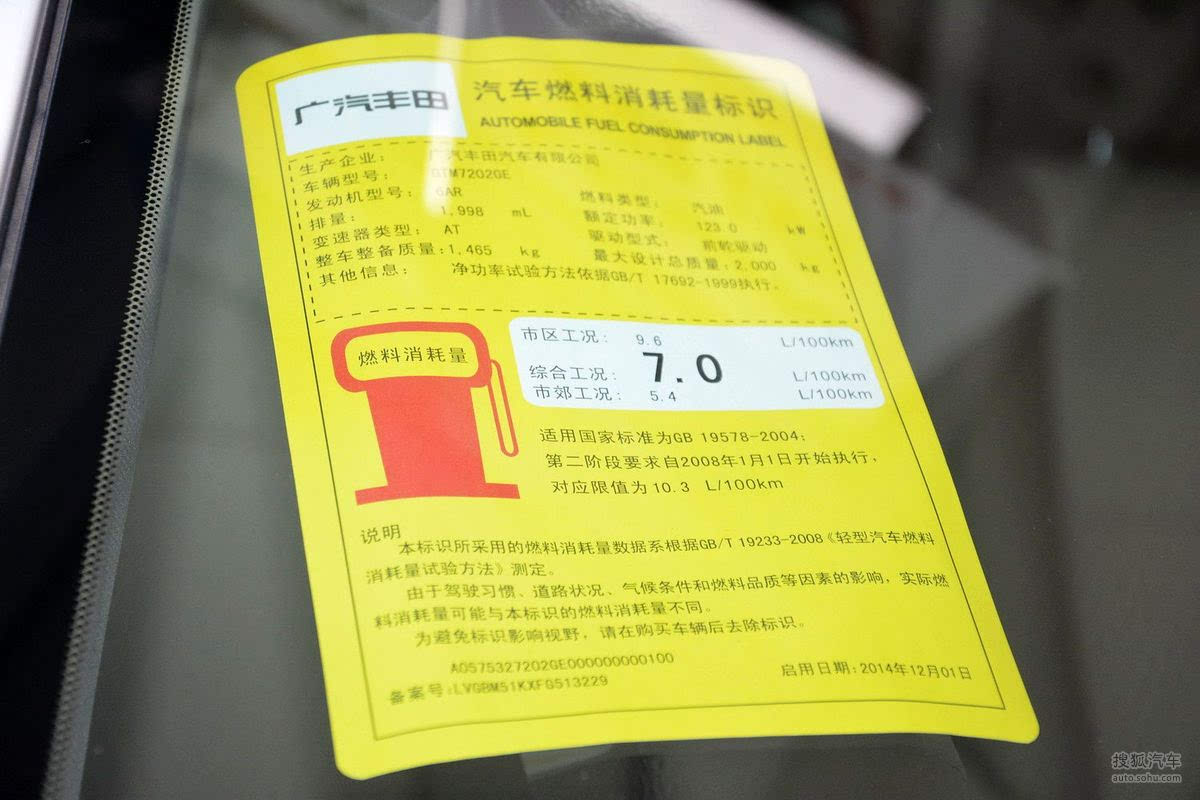 广汽丰田
汽车燃料消耗量标识
AUTOMOBILE FUEL CONSUMPTION LABEL
生产企业: 广汽丰田汽车有限公司
车辆型号: GTM7202GE
发动机型号: 6AR 燃料类型: 汽油
排量: 1,998 mL 额定功率: 123.0 kW
变速器类型: AT 驱动型式: 前轮驱动
整车整备质量:1,465 kg 最大设计总质量:2,000 kg
其他信息: 净功率试验方法依据GB/T 17692-1999执行。
燃料消耗量
市区工况: 9.6 L/100km
综合工况: 7.0 L/100km
市郊工况: 5.4 L/100km
适用国家标准为GB 19578-2004;
第二阶段要求自2008年1月1日开始执行,
对应限值为10.3 L/100km
说明
本标识所采用的燃料消耗量数据系根据GB/T 19233-2008《轻型汽车燃料
消耗量试验方法》测定。
由于驾驶习惯、道路状况、气候条件和燃料品质等因素的影响,实际燃
料消耗量可能与本标识的燃料消耗量不同。
为避免标识影响视野,请在购买车辆后去除标识。
A0575327202GE000000000100
备案号:LVGBM51KXFG513229
启用日期:2014年12月01日
搜狐汽车
auto.sohu.com